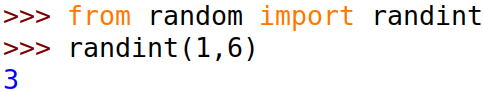 >>> from random import randint
>>> randint(1,6)
3